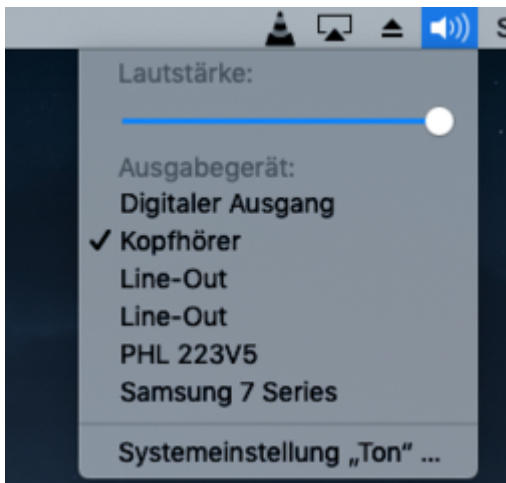 Lautstärke:
Ausgabegerät:
Digitaler Ausgang
Kopfhörer
Line-Out
Line-Out
PHL 223V5
Samsung 7 Series
Systemeinstellung „Ton“ ...